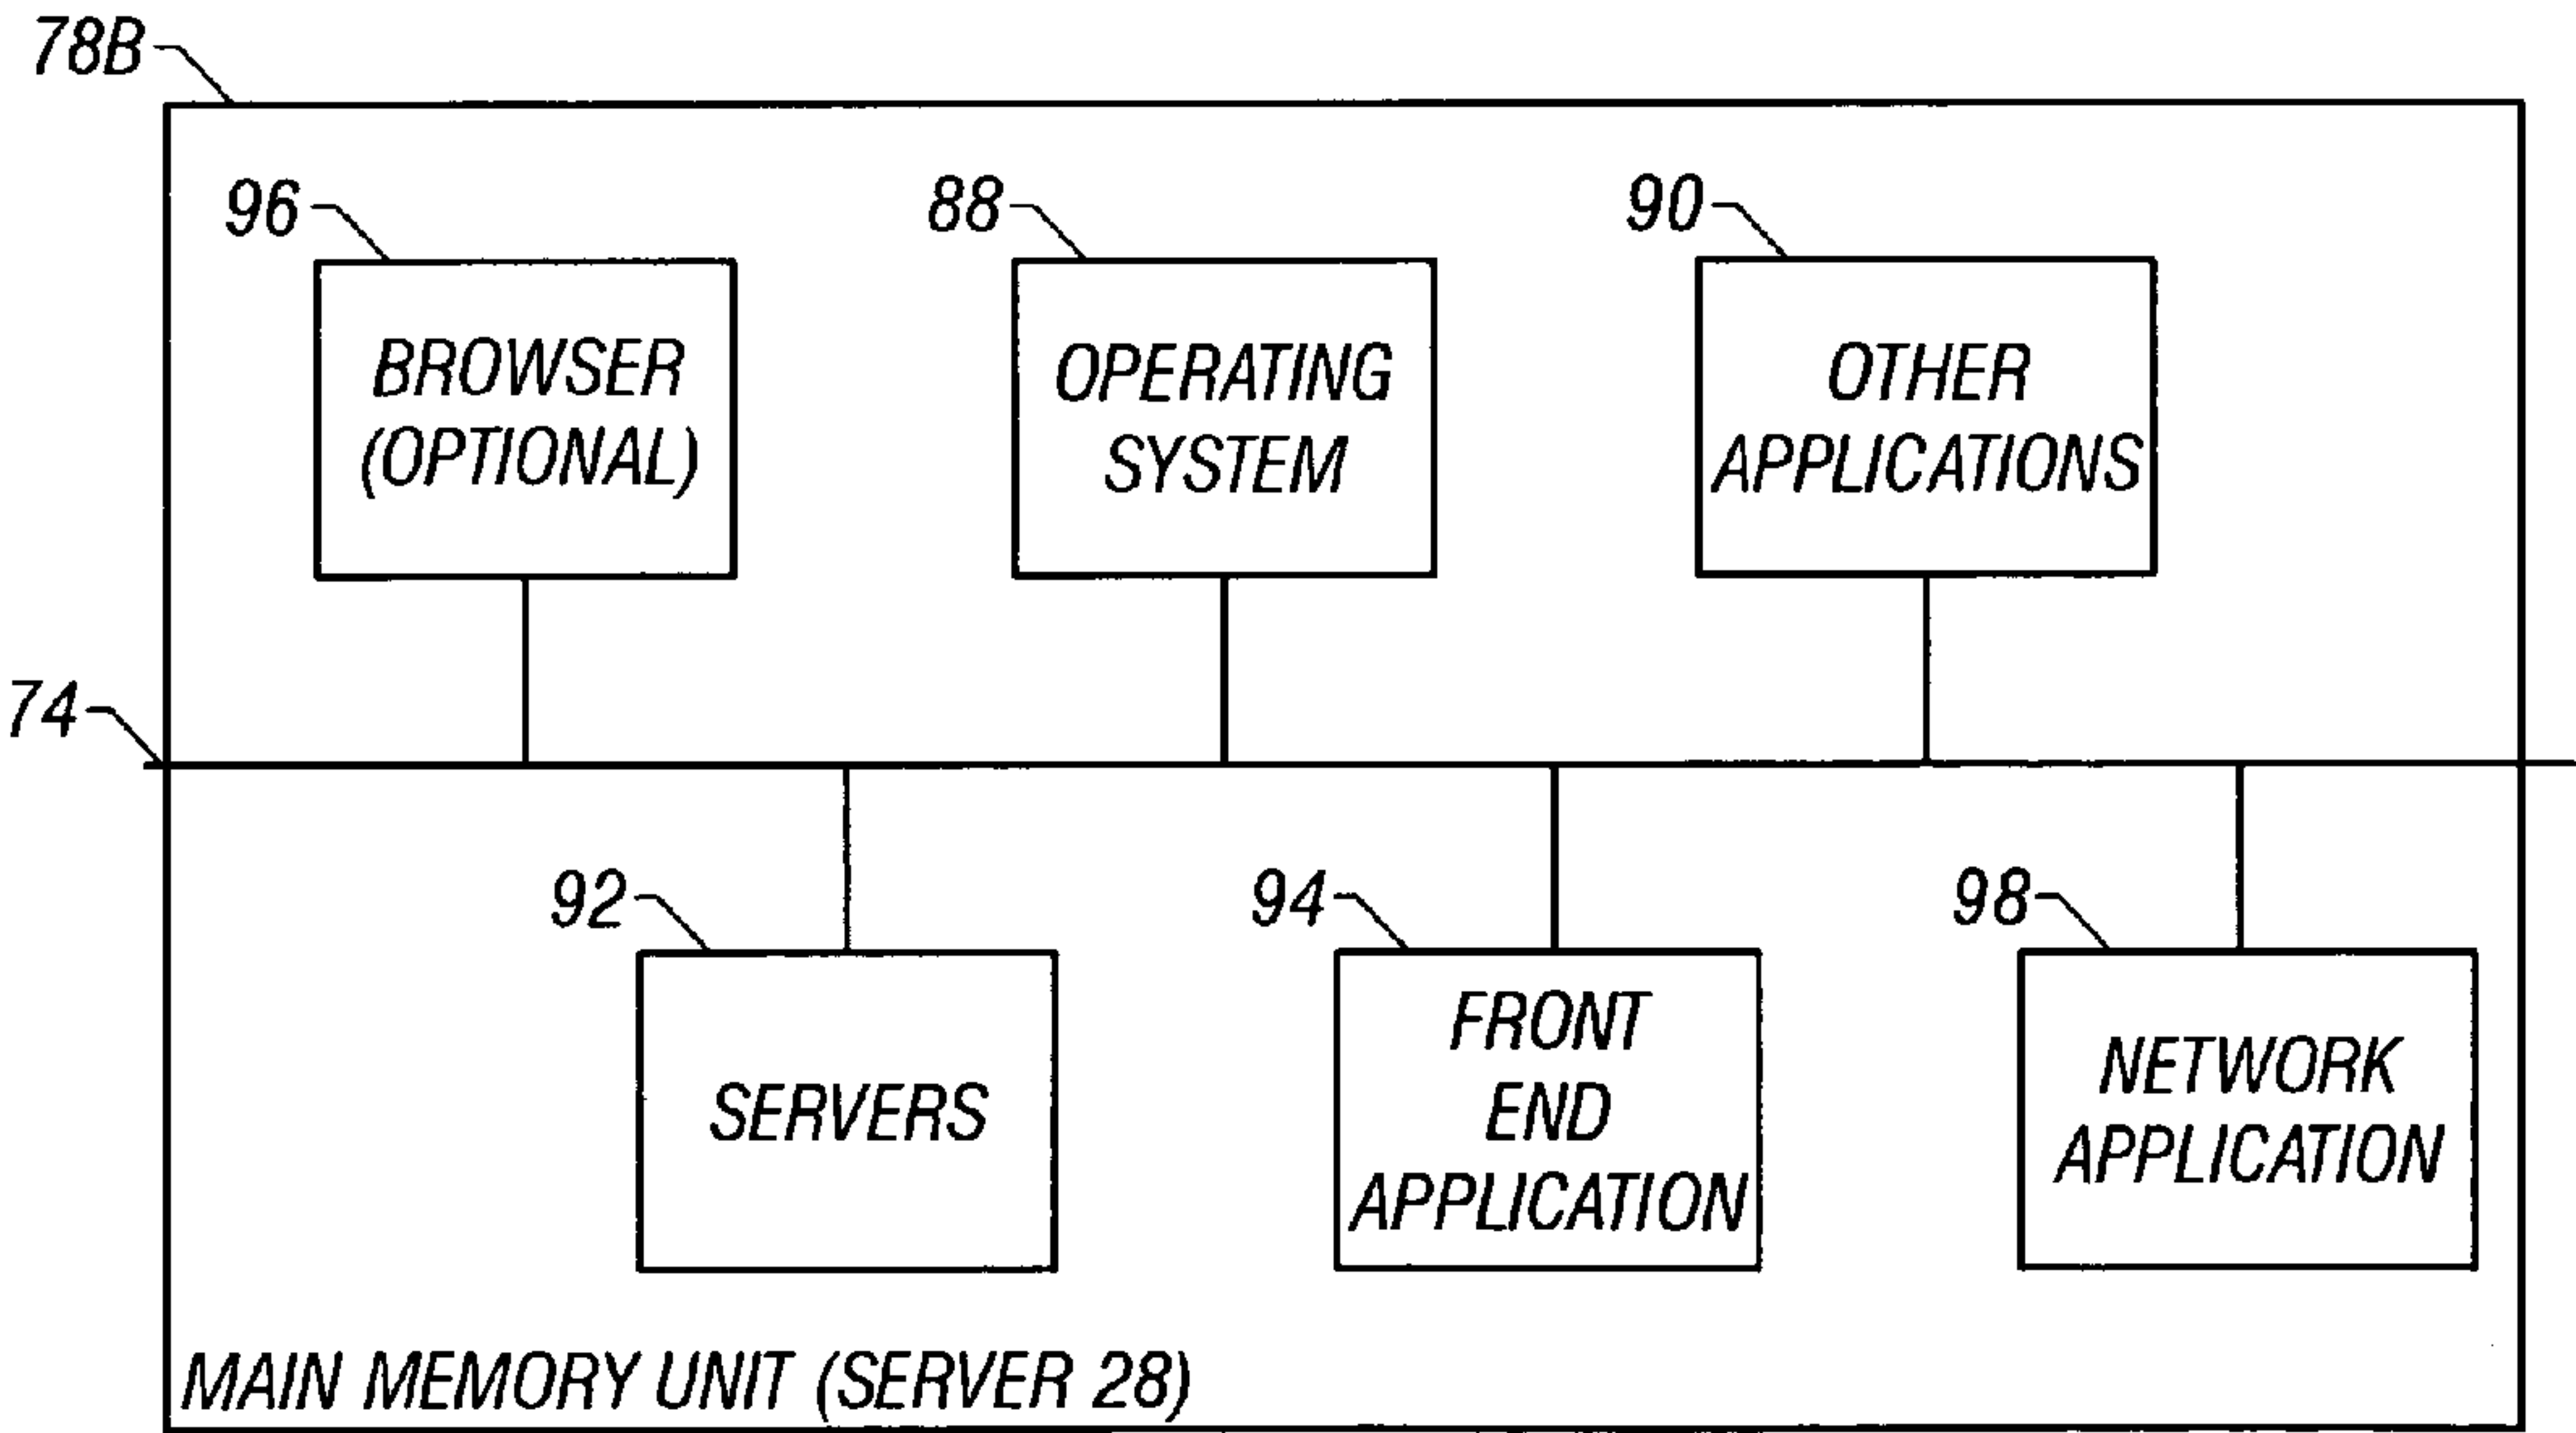 78B
96
88
90
BROWSER
(OPTIONAL)
OPERATING
SYSTEM
OTHER
APPLICATIONS
74
92
94
98
SERVERS
FRONT
END
APPLICATION
NETWORK
APPLICATION
MAIN MEMORY UNIT (SERVER 28)